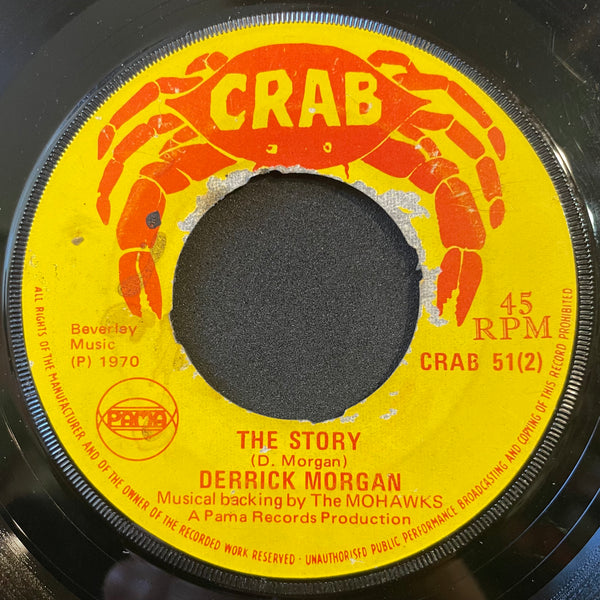 CRAB
45
RPM
Beverley
Music
(P) 1970
CRAB 51(2)
PAMA
THE STORY
(D. Morgan)
DERRICK MORGAN
Musical backing by The MOHAWKS
A Pama Records Production
ALL RIGHTS OF THE MANUFACTURER AND OF THE OWNER OF THE RECORDED WORK RESERVED · UNAUTHORISED PUBLIC PERFORMANCE BROADCASTING AND COPYING OF THIS RECORD PROHIBITED